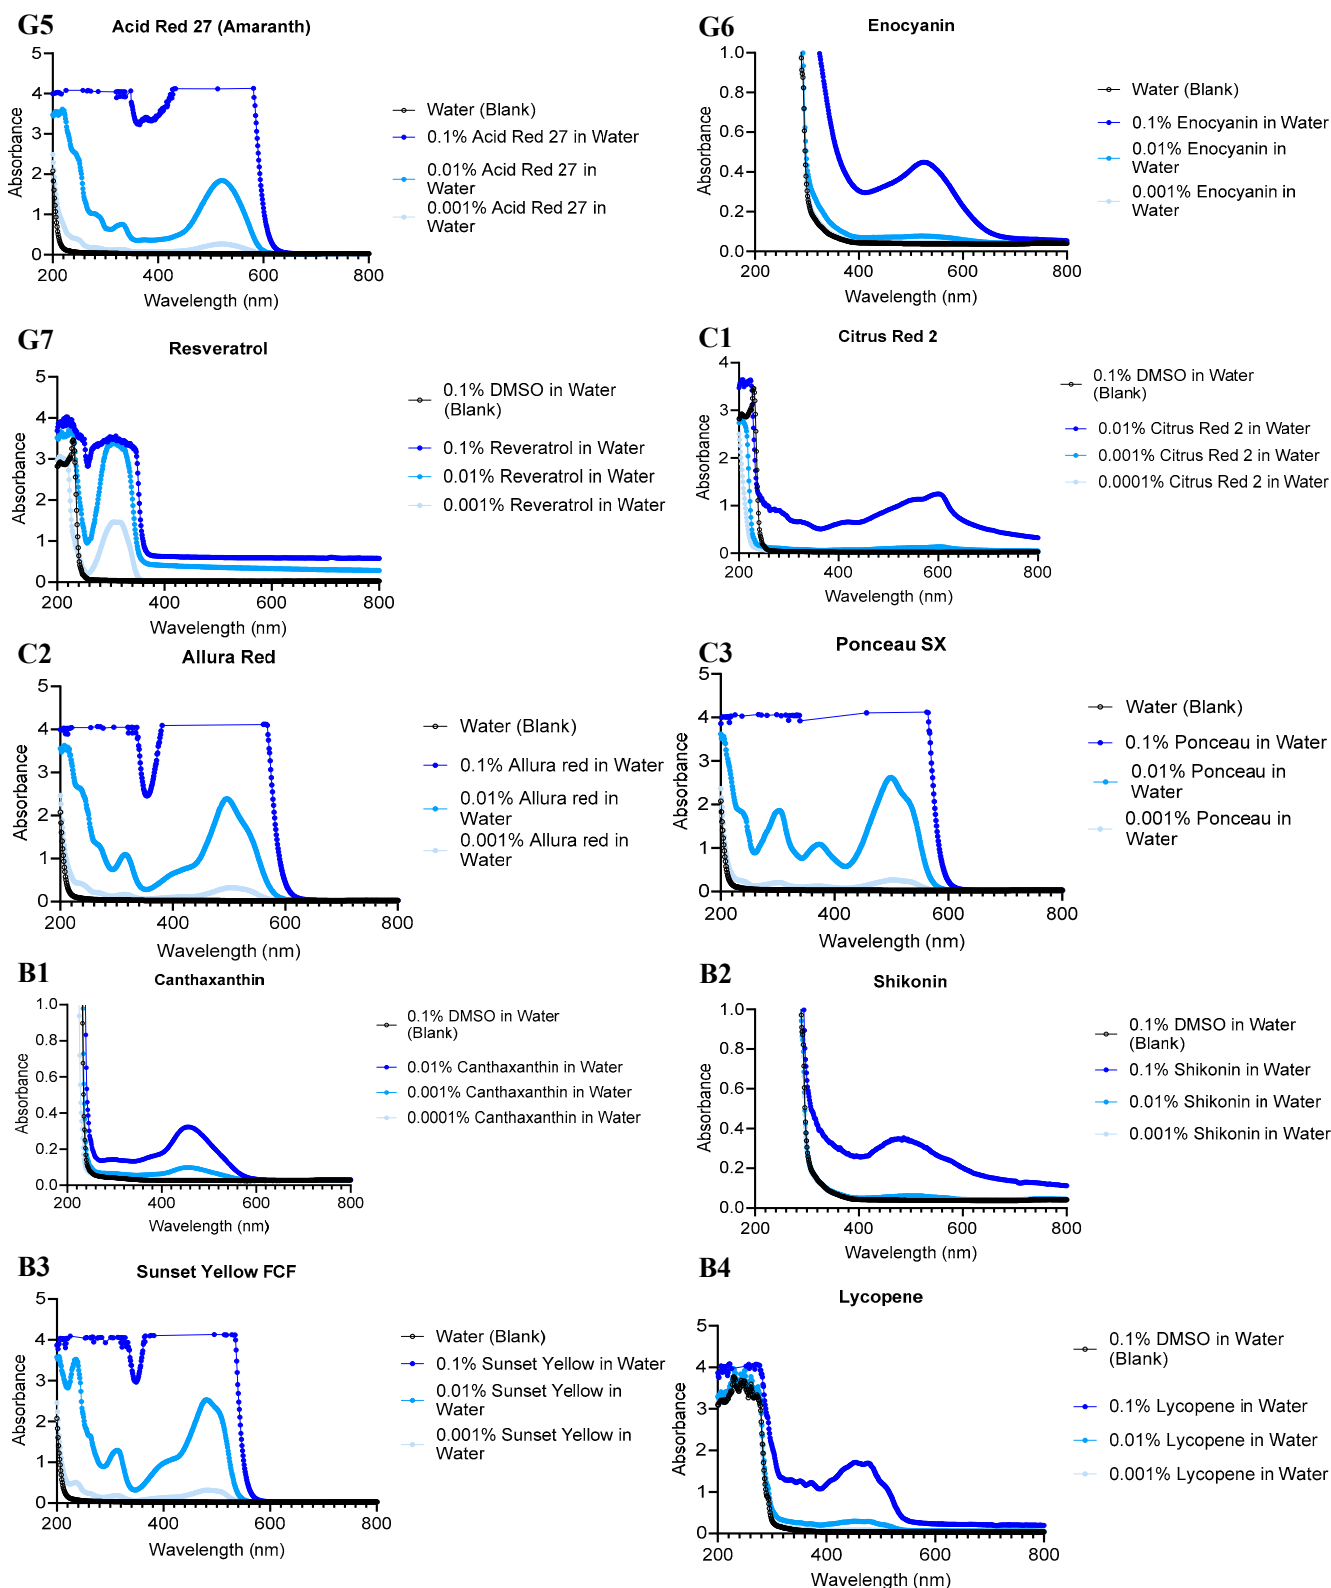 G5
Acid Red 27 (Amaranth)
5
4
3
2
1
0
200
400
600
800
Absorbance
Wavelength (nm)
Water (Blank)
0.1% Acid Red 27 in Water
0.01% Acid Red 27 in
Water
0.001% Acid Red 27 in
Water
G6
Enocyanin
1.0
0.8
0.6
0.4
0.2
0.0
200
400
600
800
Absorbance
Wavelength (nm)
Water (Blank)
0.1% Enocyanin in Water
0.01% Enocyanin in
Water
0.001% Enocyanin in
Water
G7
Resveratrol
5
4
3
2
1
0
200
400
600
800
Absorbance
Wavelength (nm)
0.1% DMSO in Water
(Blank)
0.1% Reveratrol in Water
0.01% Reveratrol in Water
0.001% Reveratrol in Water
C1
Citrus Red 2
4
3
2
1
0
200
400
600
800
Absorbance
Wavelength (nm)
0.1% DMSO in Water
(Blank)
0.01% Citrus Red 2 in Water
0.001% Citrus Red 2 in Water
0.0001% Citrus Red 2 in Water
C2
Allura Red
5
4
3
2
1
0
200
400
600
800
Absorbance
Wavelength (nm)
Water (Blank)
0.1% Allura red in Water
0.01% Allura red in
Water
0.001% Allura red in
Water
C3
Ponceau SX
5
4
3
2
1
0
200
400
600
800
Absorbance
Wavelength (nm)
Water (Blank)
0.1% Ponceau in Water
0.01% Ponceau in
Water
0.001% Ponceau in
Water
B1
Canthaxanthin
1.0
0.8
0.6
0.4
0.2
0.0
200
400
600
800
Absorbance
Wavelength (nm)
0.1% DMSO in Water
(Blank)
0.01% Canthaxanthin in Water
0.001% Canthaxanthin in Water
0.0001% Canthaxanthin in Water
B2
Shikonin
1.0
0.8
0.6
0.4
0.2
0.0
200
400
600
800
Absorbance
Wavelength (nm)
0.1% DMSO in Water
(Blank)
0.1% Shikonin in Water
0.01% Shikonin in Water
0.001% Shikonin in Water
B3
Sunset Yellow FCF
5
4
3
2
1
0
200
400
600
800
Absorbance
Wavelength (nm)
Water (Blank)
0.1% Sunset Yellow in Water
0.01% Sunset Yellow in
Water
0.001% Sunset Yellow in
Water
B4
Lycopene
5
4
3
2
1
0
200
400
600
800
Absorbance
Wavelength (nm)
0.1% DMSO in Water
(Blank)
0.1% Lycopene in Water
0.01% Lycopene in Water
0.001% Lycopene in Water